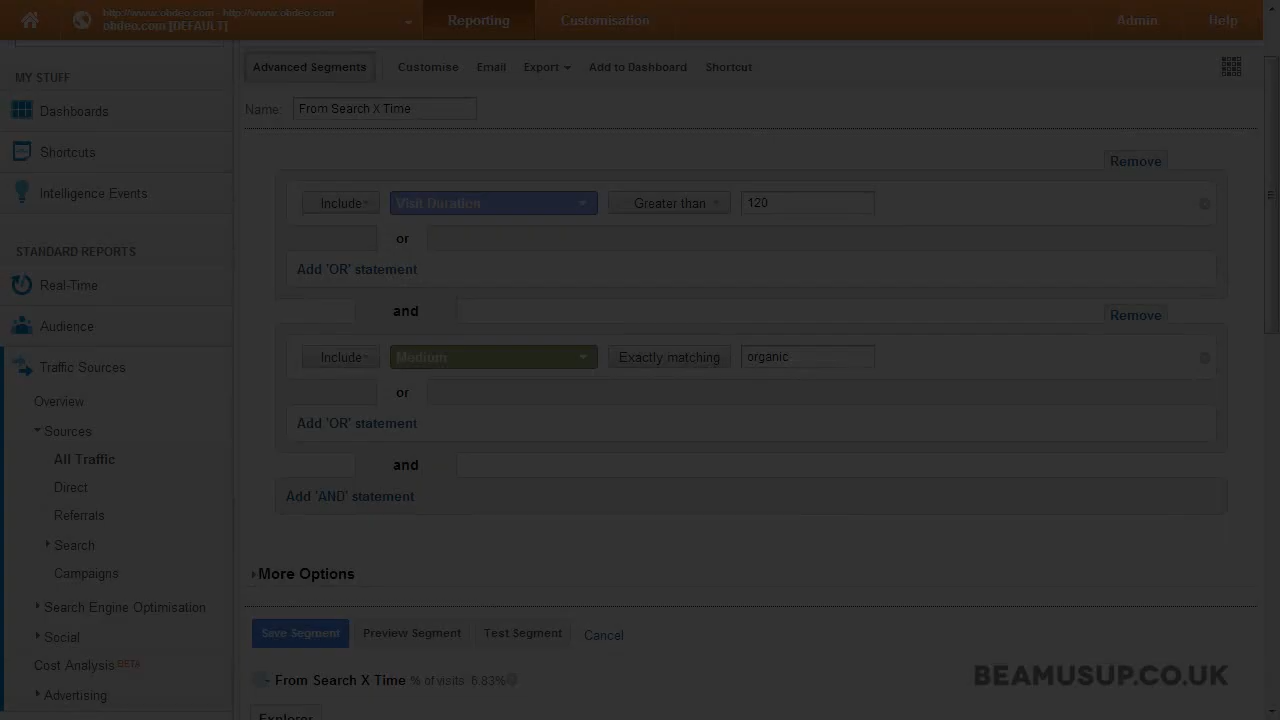 http://www.obdeo.com - http://www.obdeo.com
obdeo.com [DEFAULT]
Reporting
Customisation
Admin
Help
MY STUFF
Dashboards
Shortcuts
Intelligence Events
STANDARD REPORTS
Real-Time
Audience
Traffic Sources
Overview
Sources
All Traffic
Direct
Referrals
Search
Campaigns
Search Engine Optimisation
Social
Cost Analysis BETA
Advertising
Advanced Segments Customise Email Export Add to Dashboard Shortcut
Name: From Search X Time
Remove
Include Visit Duration Greater than 120
or
Add 'OR' statement
and
Remove
Include Medium Exactly matching organic
or
Add 'OR' statement
and
Add 'AND' statement
More Options
Save Segment Preview Segment Test Segment Cancel
From Search X Time % of visits: 6.83%
Explorer
BEAMUSUP.CO.UK